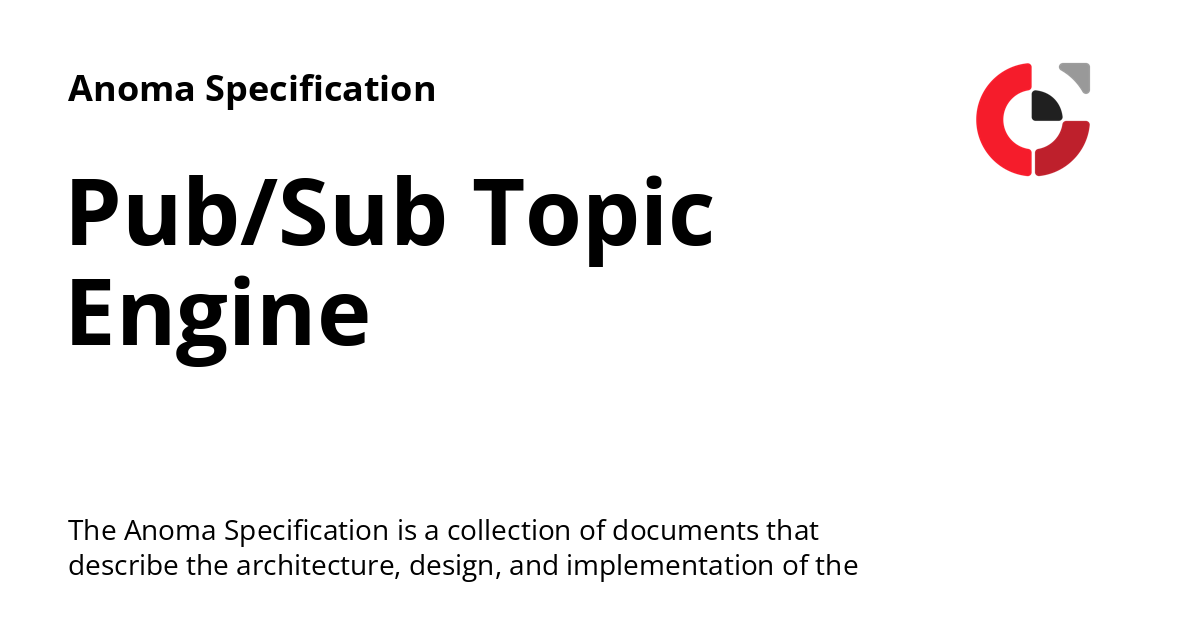 Anoma Specification
Pub/Sub Topic
Engine
The Anoma Specification is a collection of documents that
describe the architecture, design, and implementation of the